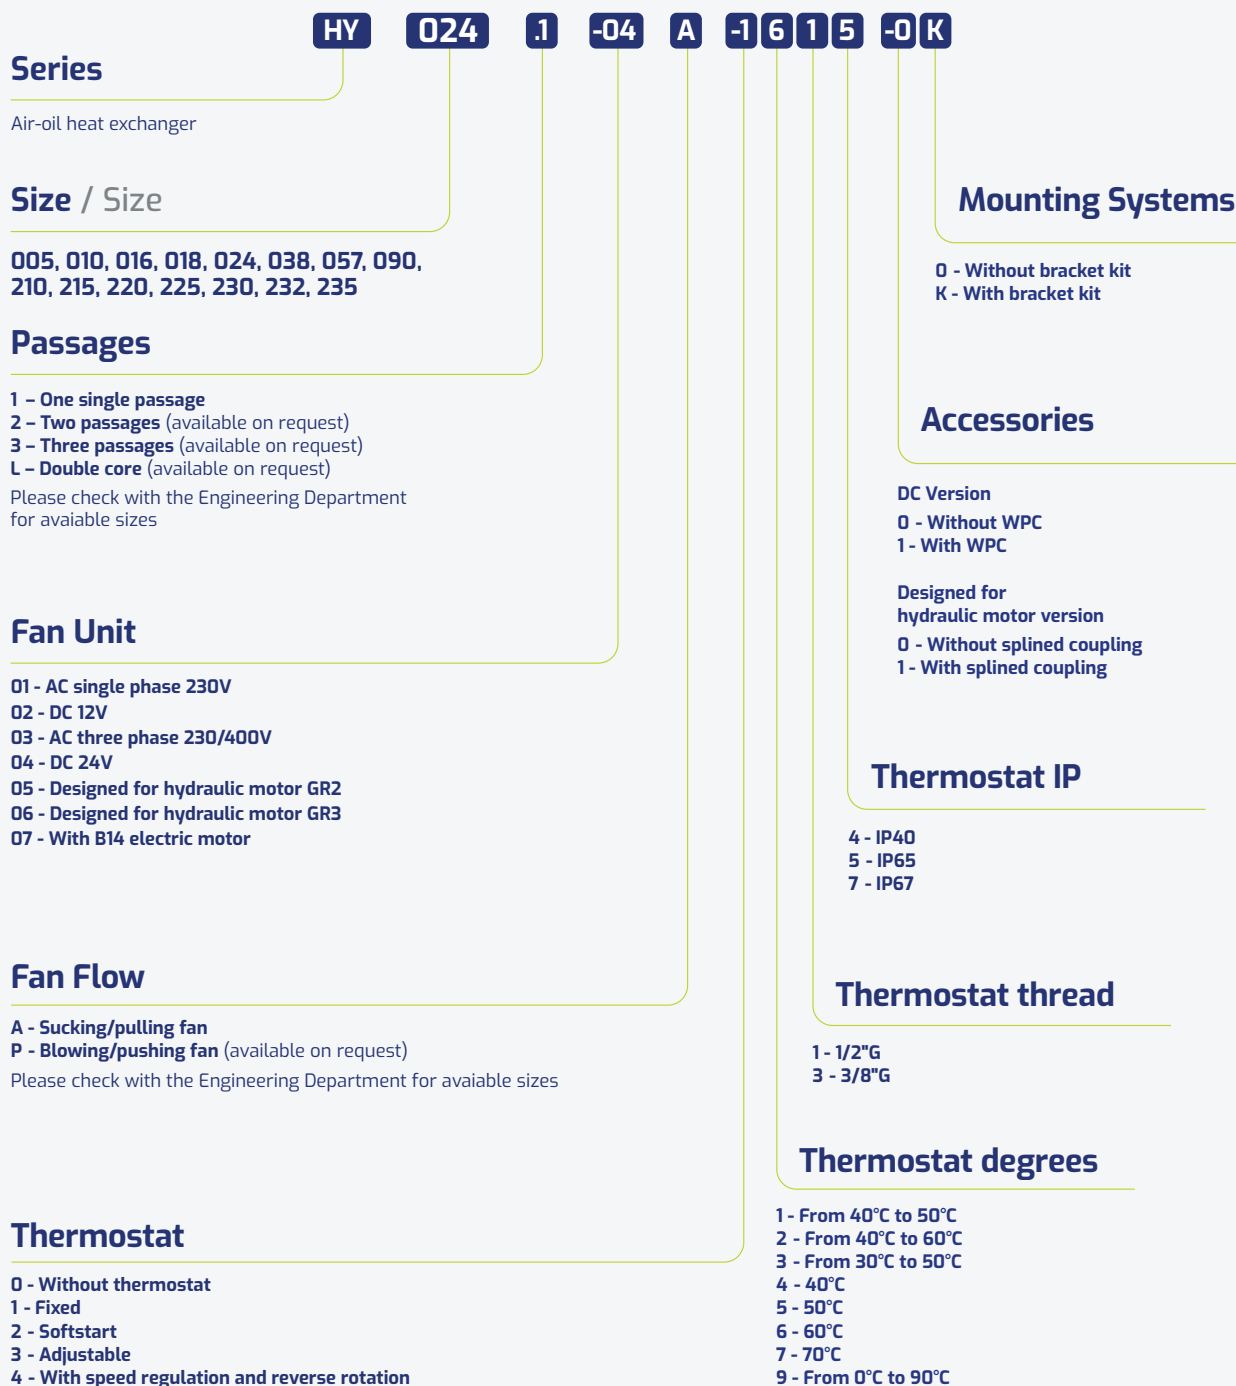 HY 024 .1 -04 A -1 6 1 5 -0 K
Series
Air-oil heat exchanger
Size / Size
005, 010, 016, 018, 024, 038, 057, 090,
210, 215, 220, 225, 230, 232, 235
Passages
1 – One single passage
2 – Two passages (available on request)
3 – Three passages (available on request)
L – Double core (available on request)
Please check with the Engineering Department
for avaiable sizes
Fan Unit
01 - AC single phase 230V
02 - DC 12V
03 - AC three phase 230/400V
04 - DC 24V
05 - Designed for hydraulic motor GR2
06 - Designed for hydraulic motor GR3
07 - With B14 electric motor
Fan Flow
A - Sucking/pulling fan
P - Blowing/pushing fan (available on request)
Please check with the Engineering Department for avaiable sizes
Thermostat
0 - Without thermostat
1 - Fixed
2 - Softstart
3 - Adjustable
4 - With speed regulation and reverse rotation
Mounting Systems
0 - Without bracket kit
K - With bracket kit
Accessories
DC Version
0 - Without WPC
1 - With WPC
Designed for
hydraulic motor version
0 - Without splined coupling
1 - With splined coupling
Thermostat IP
4 - IP40
5 - IP65
7 - IP67
Thermostat thread
1 - 1/2"G
3 - 3/8"G
Thermostat degrees
1 - From 40°C to 50°C
2 - From 40°C to 60°C
3 - From 30°C to 50°C
4 - 40°C
5 - 50°C
6 - 60°C
7 - 70°C
9 - From 0°C to 90°C